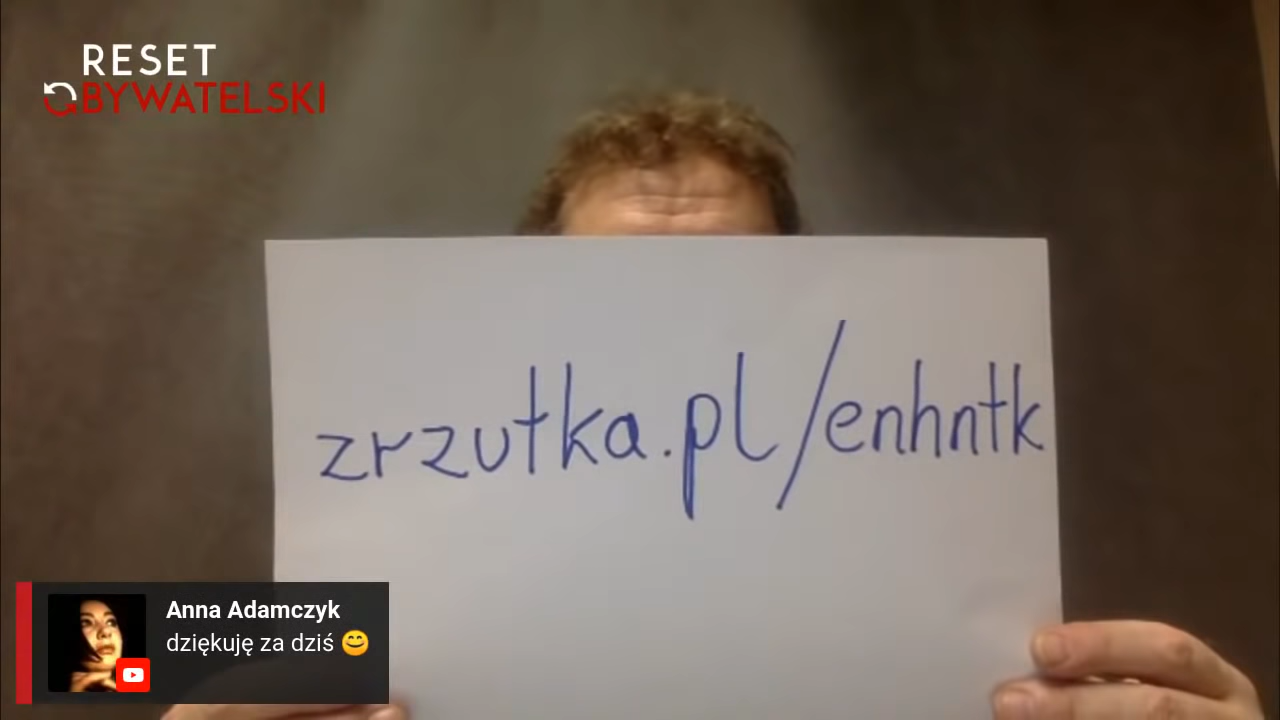 RESET
OBYWATELSKI
zrzutka.pl/enhntk
Anna Adamczyk
dziękuję za dziś 😊